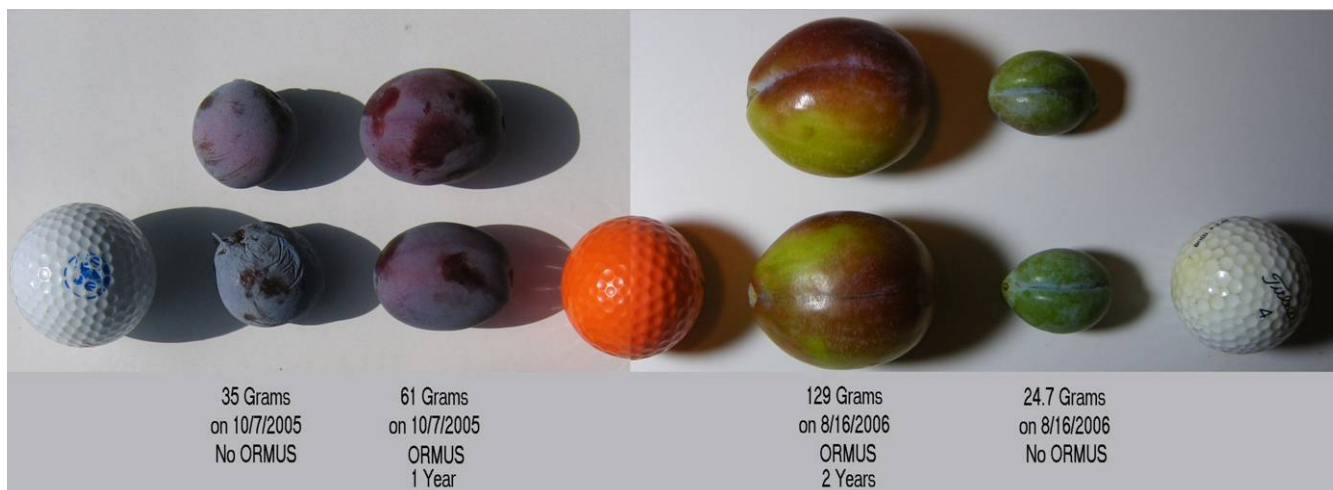 35 Grams
on 10/7/2005
No ORMUS
61 Grams
on 10/7/2005
ORMUS
1 Year
129 Grams
on 8/16/2006
ORMUS
2 Years
24.7 Grams
on 8/16/2006
No ORMUS
4